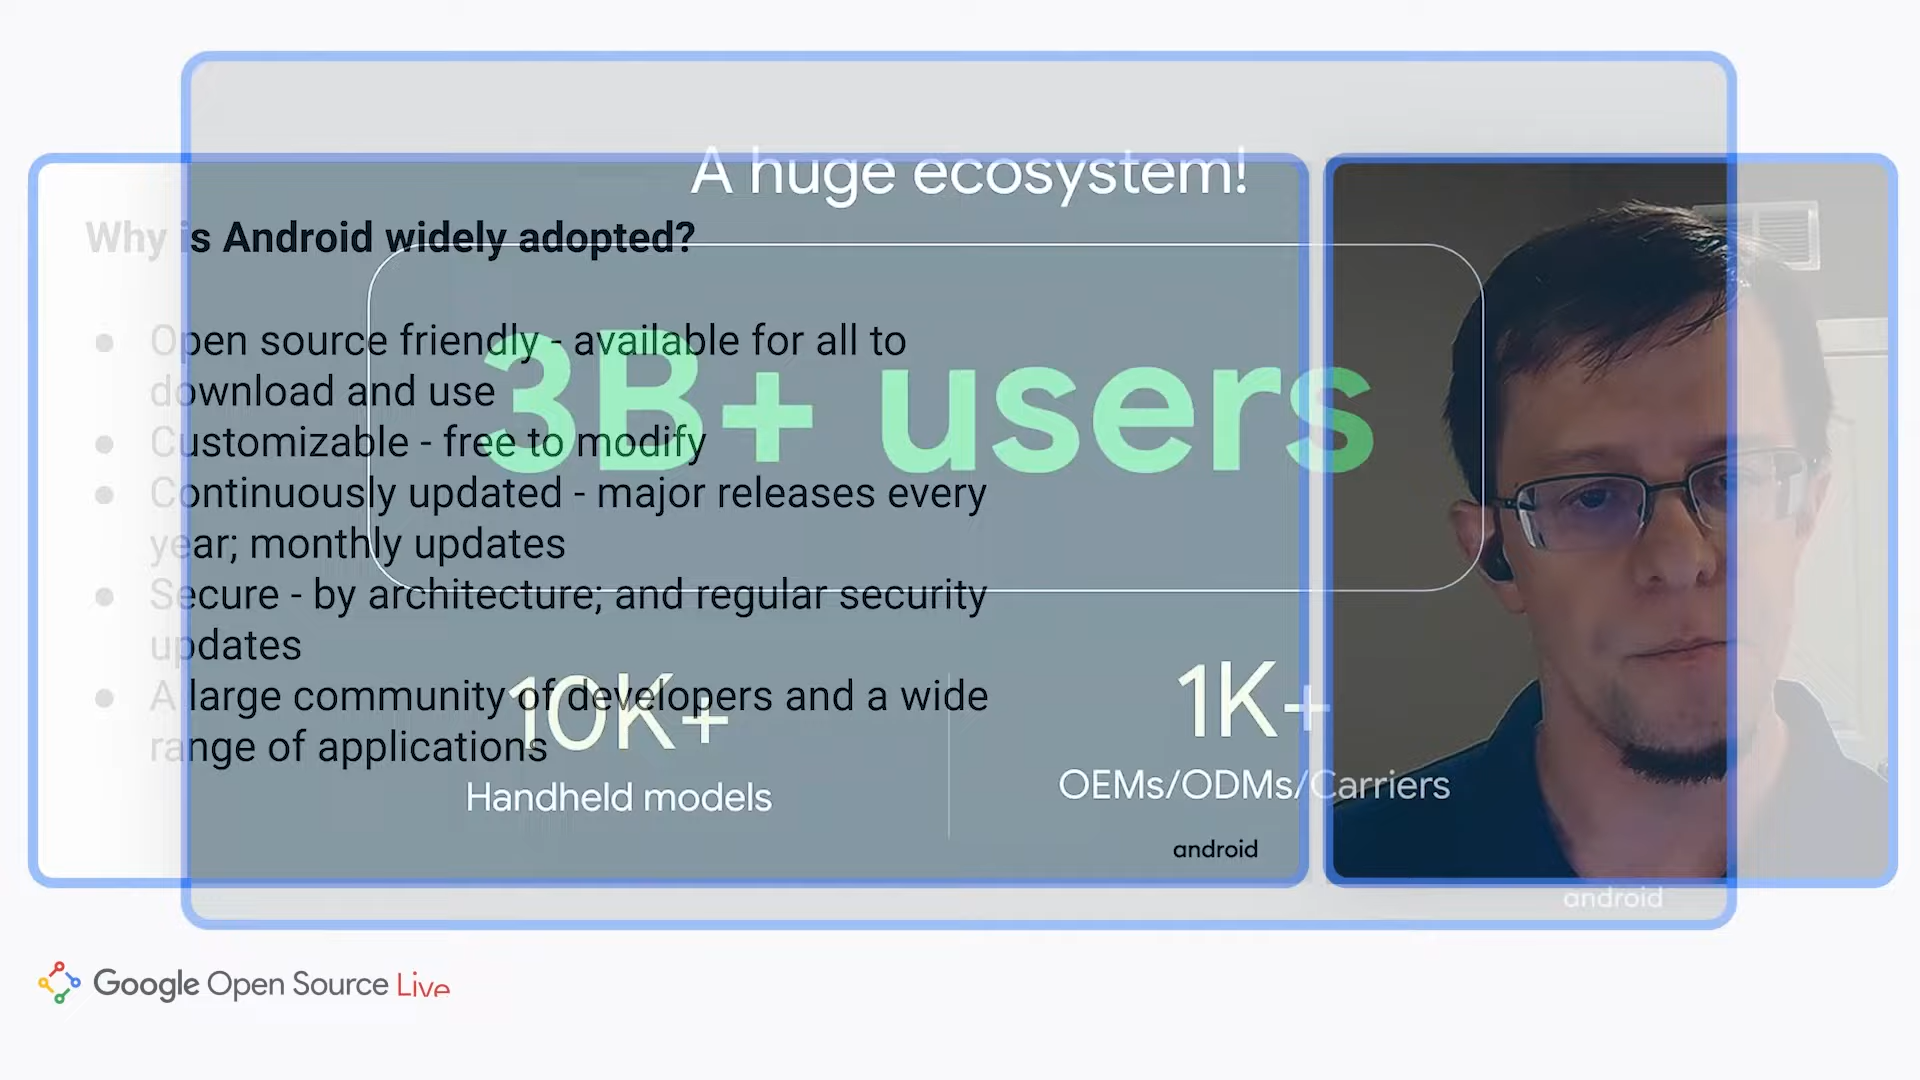 A huge ecosystem!
Why is Android widely adopted?
3B+ users
● Open source friendly - available for all to
download and use
● Customizable - free to modify
● Continuously updated - major releases every
year; monthly updates
● Secure - by architecture; and regular security
updates
● A large community of developers and a wide
range of applications
10K+
Handheld models
1K+
OEMs/ODMs/Carriers
android
android
Google Open Source Live